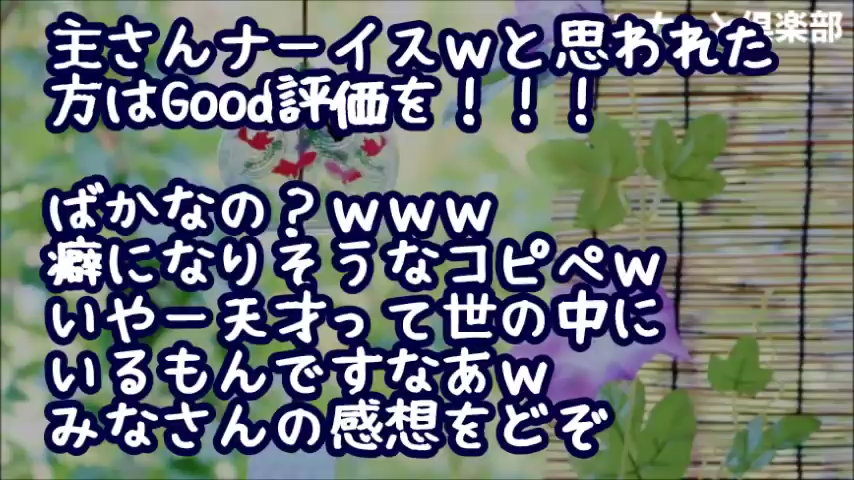 主さんナーイスｗと思われた
方はGood評価を！！！
ばかなの？ｗｗｗ
癖になりそうなコピペｗ
いやー天才って世の中に
いるもんですなあｗ
みなさんの感想をどぞ
倶楽部